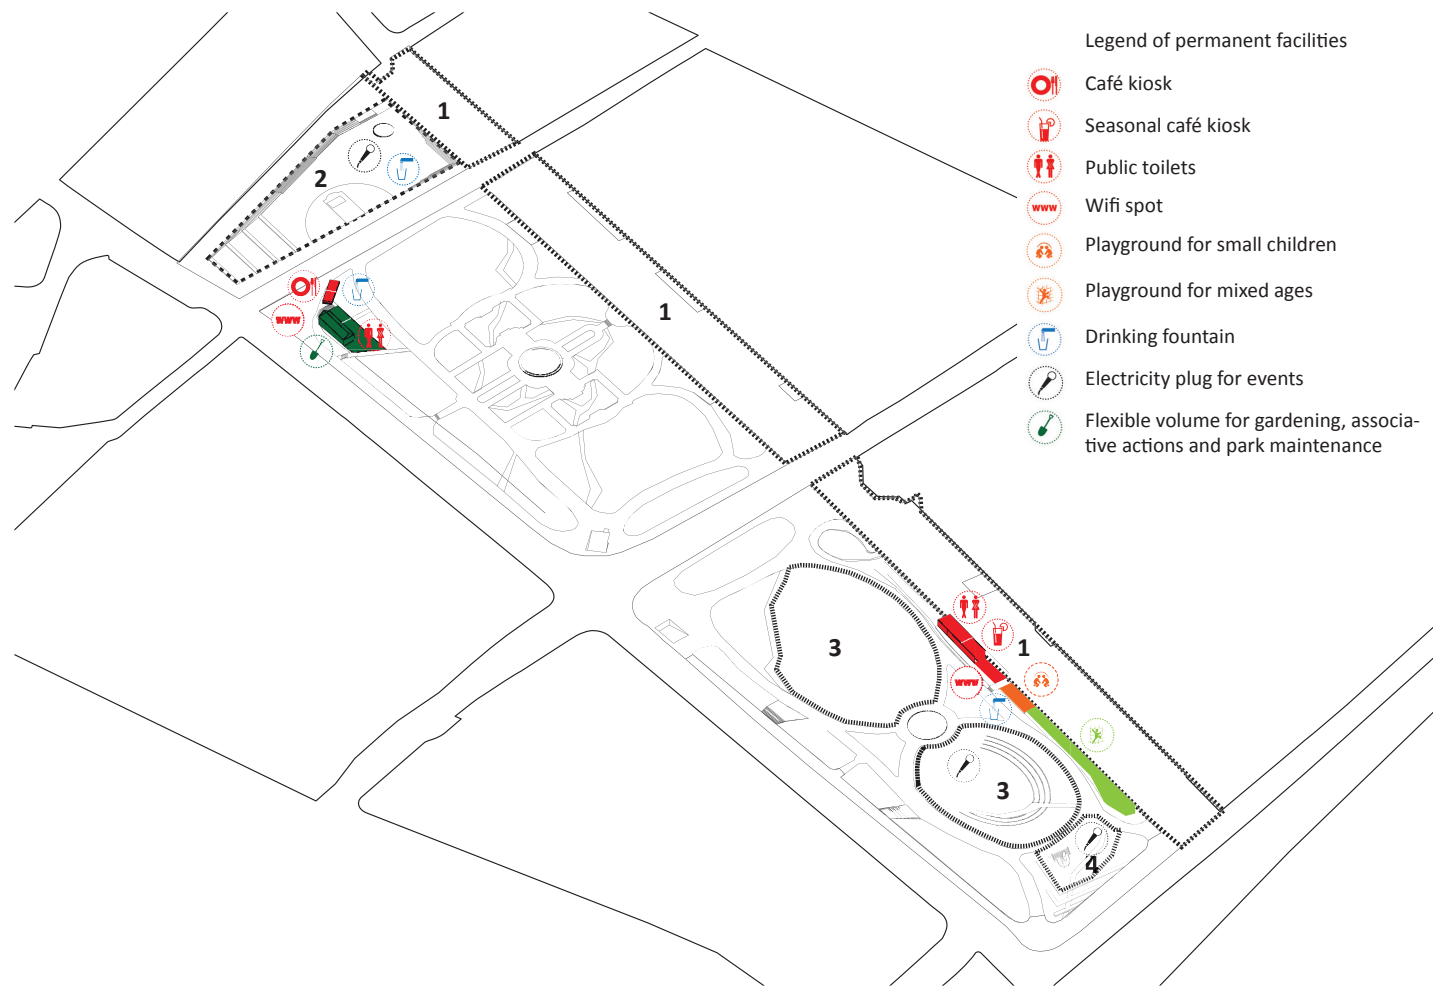 Legend of permanent facilities
Café kiosk
Seasonal café kiosk
Public toilets
www
Wifi spot
Playground for small children
Playground for mixed ages
Drinking fountain
Electricity plug for events
Flexible volume for gardening, associa-
tive actions and park maintenance
1
2
www
1
3
1
www
3
4